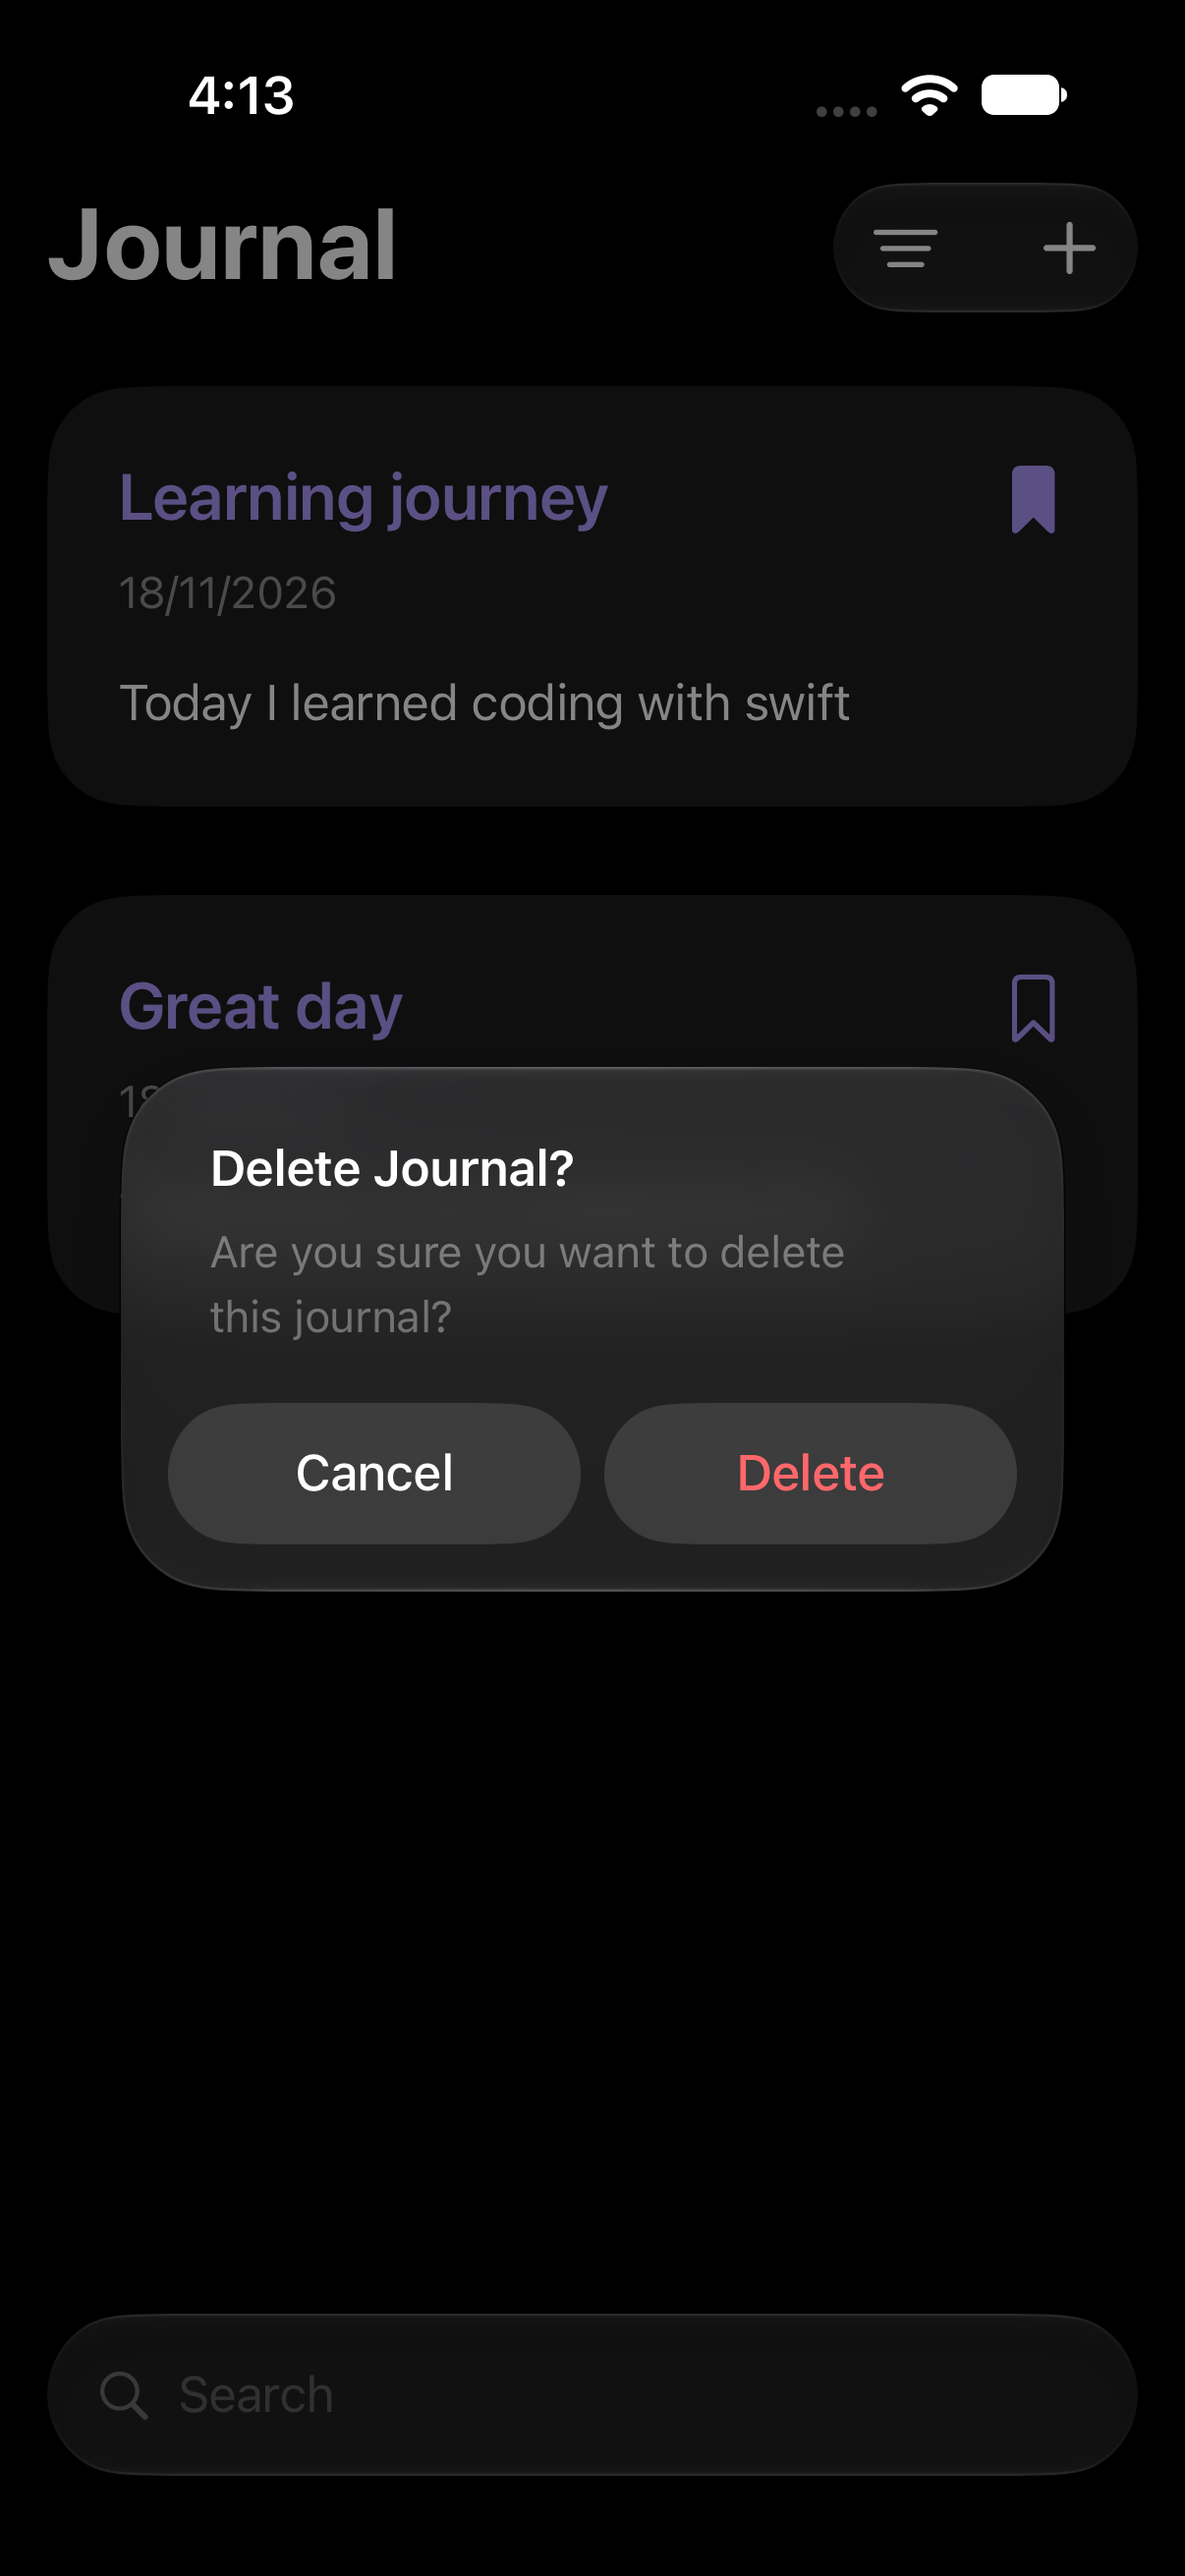 4:13
Journal
Learning journey
18/11/2026
Today I learned coding with swift
Great day
Delete Journal?
Are you sure you want to delete
this journal?
Cancel
Delete
Search